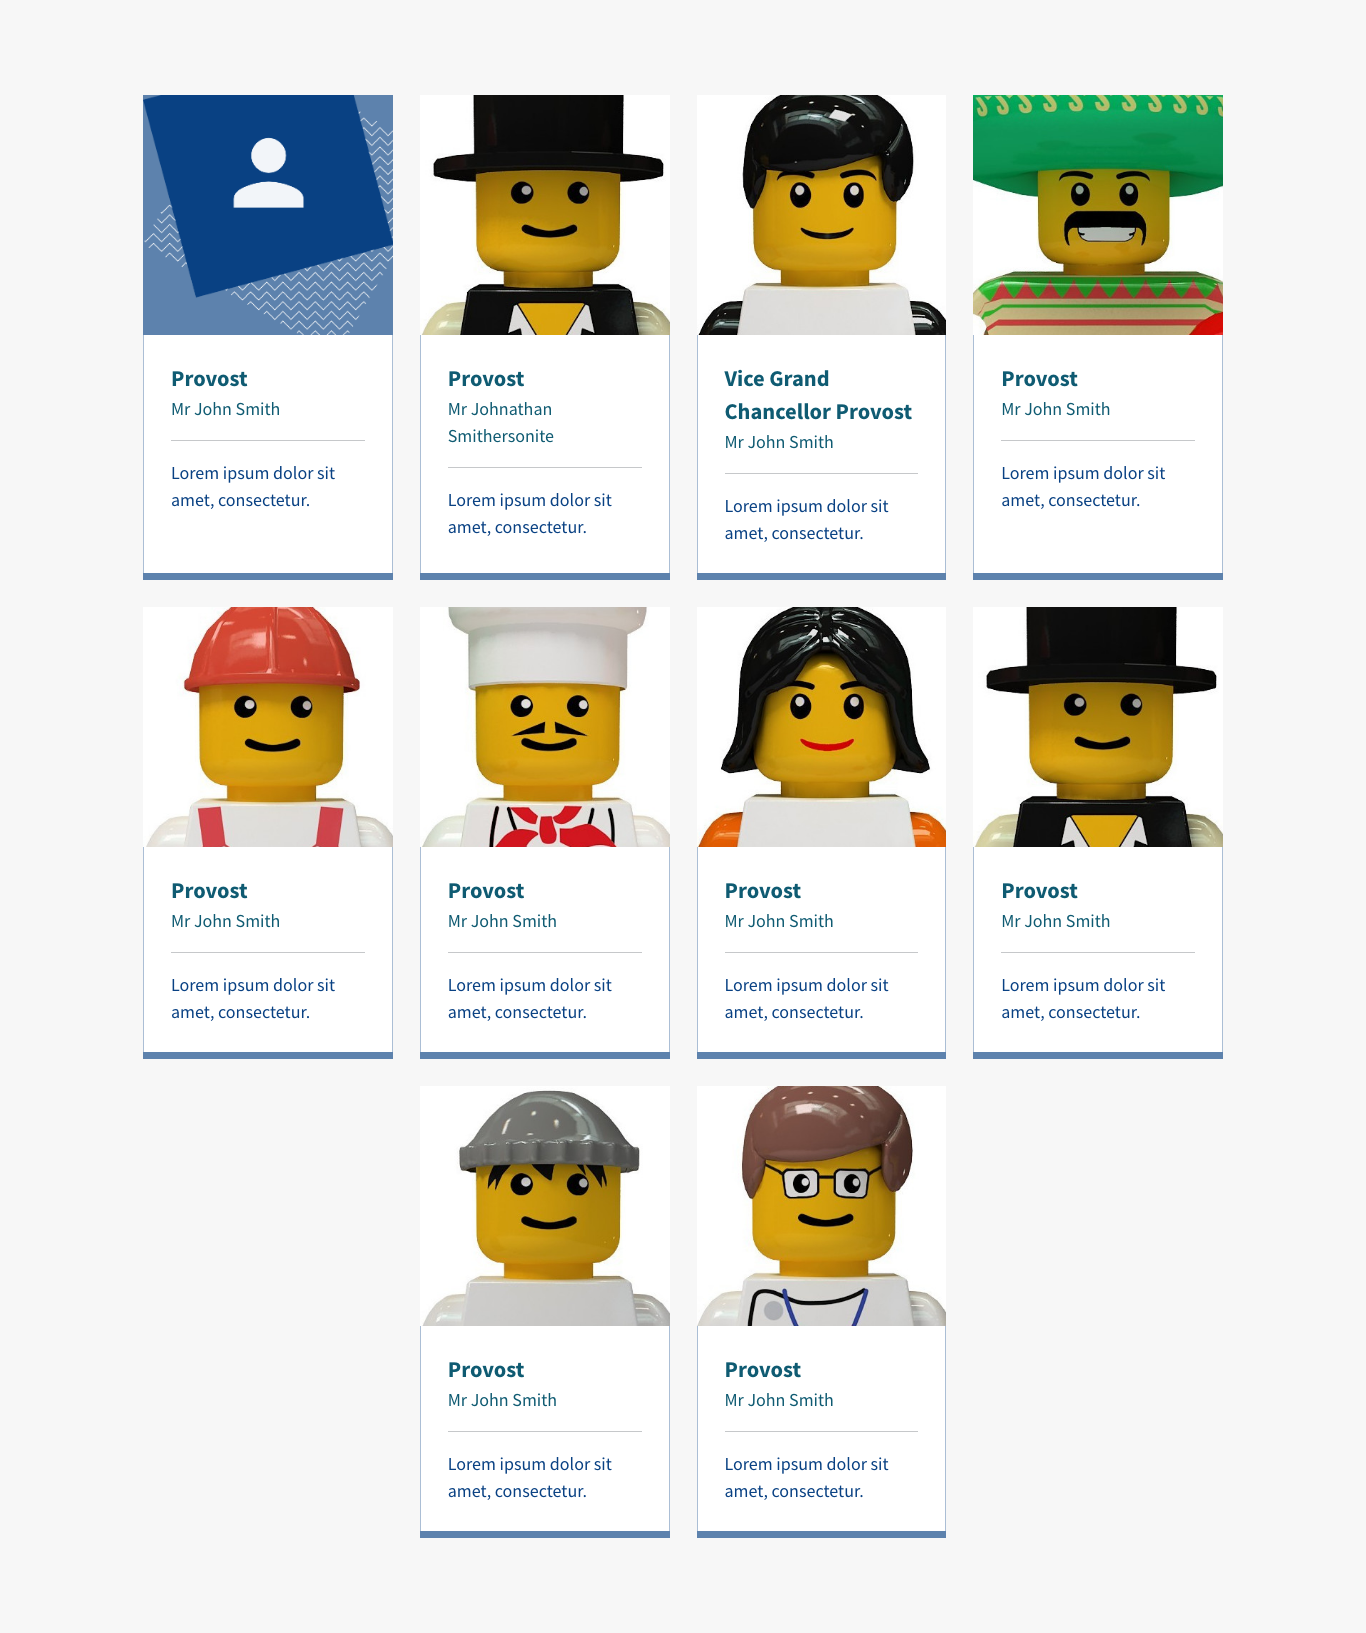 Provost
Mr John Smith
Lorem ipsum dolor sit
amet, consectetur.
Provost
Mr Johnathan
Smithersonite
Lorem ipsum dolor sit
amet, consectetur.
Vice Grand
Chancellor Provost
Mr John Smith
Lorem ipsum dolor sit
amet, consectetur.
Provost
Mr John Smith
Lorem ipsum dolor sit
amet, consectetur.
Provost
Mr John Smith
Lorem ipsum dolor sit
amet, consectetur.
Provost
Mr John Smith
Lorem ipsum dolor sit
amet, consectetur.
Provost
Mr John Smith
Lorem ipsum dolor sit
amet, consectetur.
Provost
Mr John Smith
Lorem ipsum dolor sit
amet, consectetur.
Provost
Mr John Smith
Lorem ipsum dolor sit
amet, consectetur.
Provost
Mr John Smith
Lorem ipsum dolor sit
amet, consectetur.